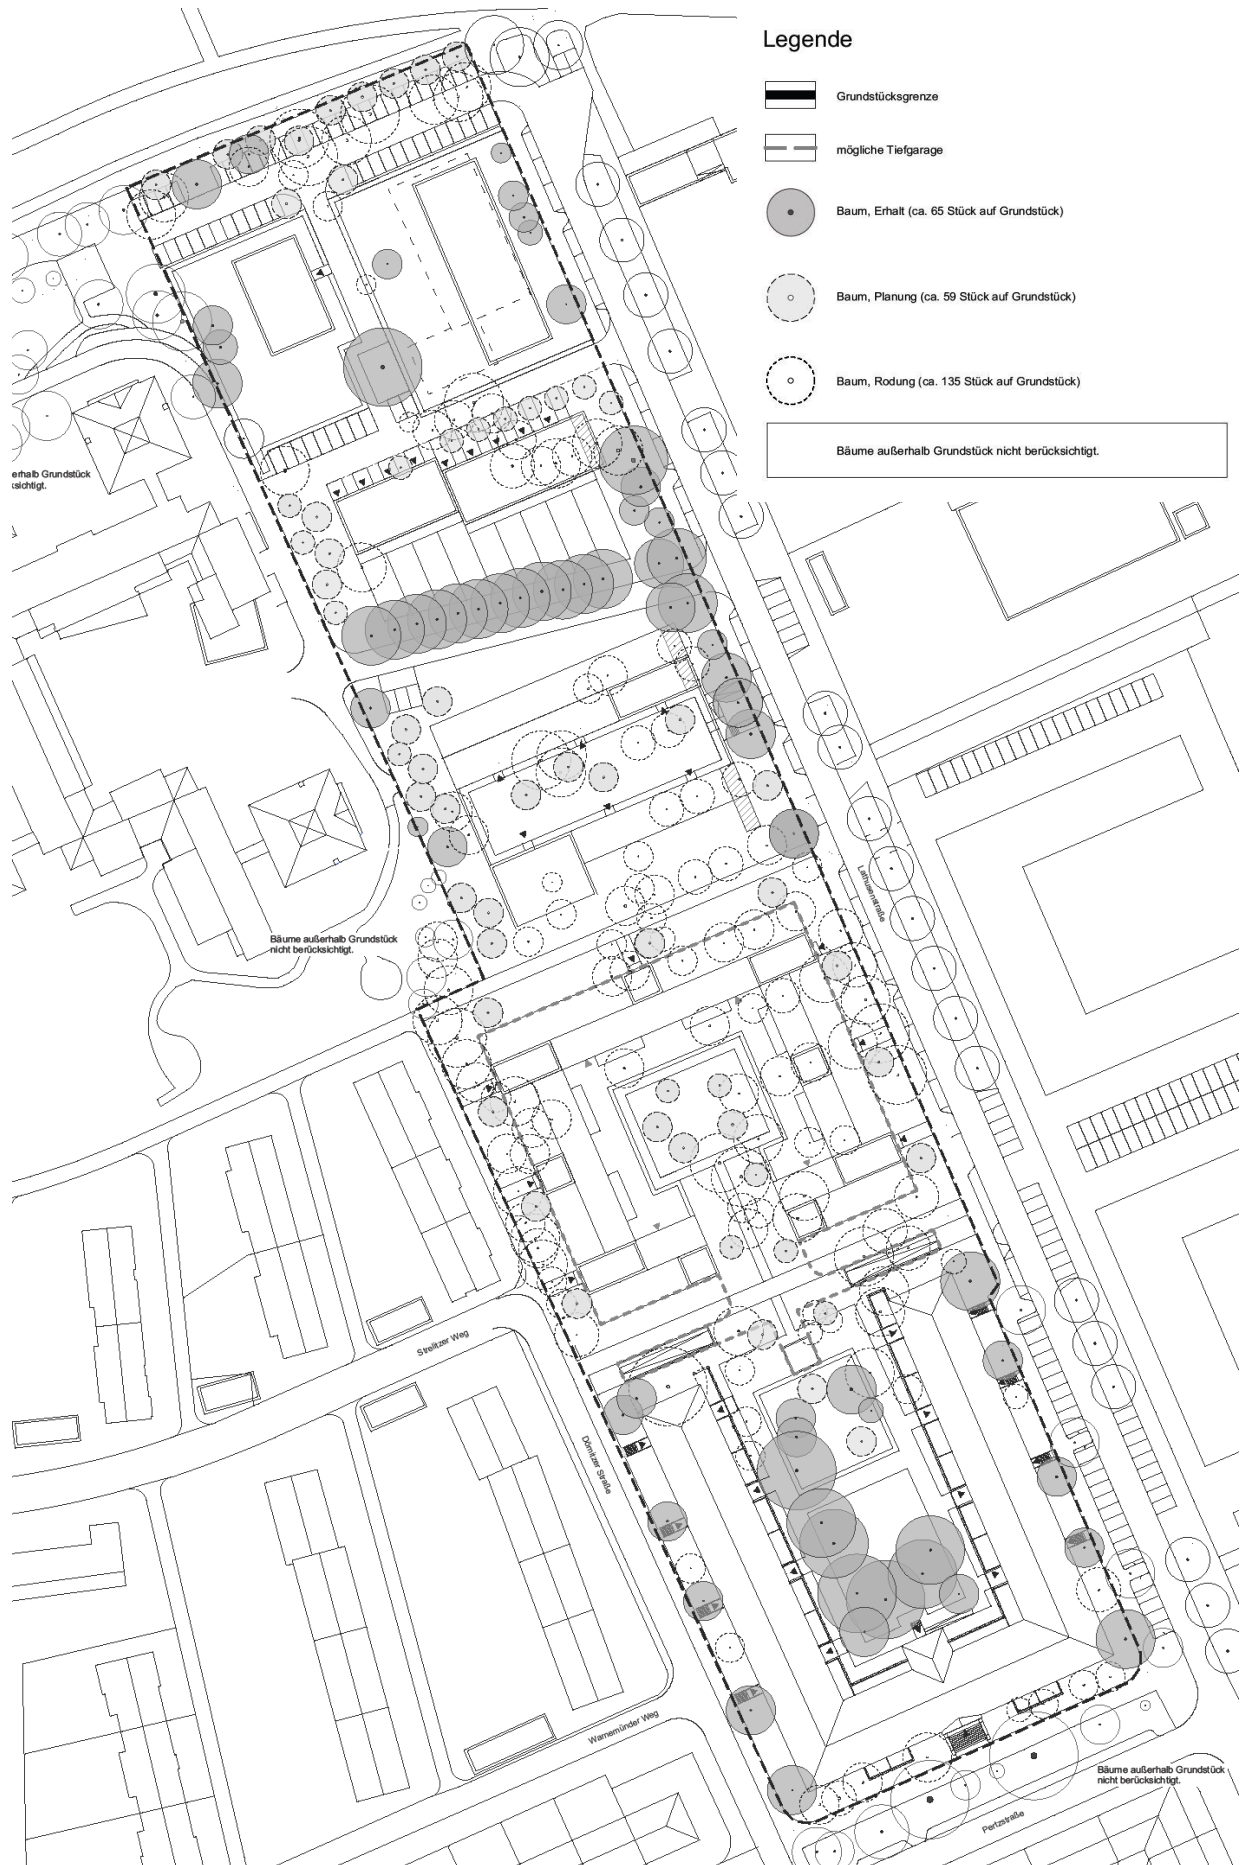 Legende
Grundstücksgrenze
mögliche Tiefgarage
Baum, Erhalt (ca. 65 Stück auf Grundstück)
Baum, Planung (ca. 59 Stück auf Grundstück)
Baum, Rodung (ca. 135 Stück auf Grundstück)
Bäume außerhalb Grundstück nicht berücksichtigt.
erhalb Grundstück
ksichtigt.
Lathusenstraße
Bäume außerhalb Grundstück
nicht berücksichtigt.
Strelitzer Weg
Dömitzer Straße
Warnemünder Weg
Bäume außerhalb Grundstück
nicht berücksichtigt.
Pertzstraße